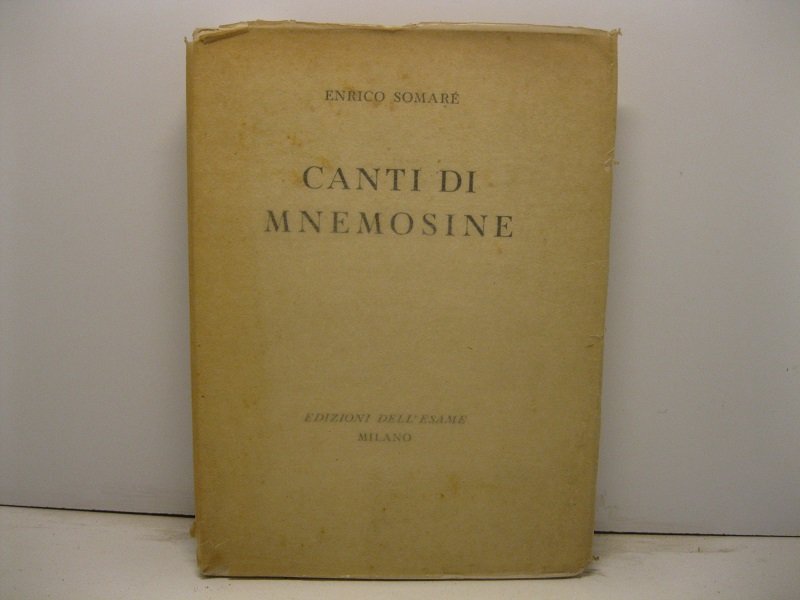 ENRICO SOMARÉ
CANTI DI
MNEMOSINE
EDIZIONI DELL'ESAME
MILANO